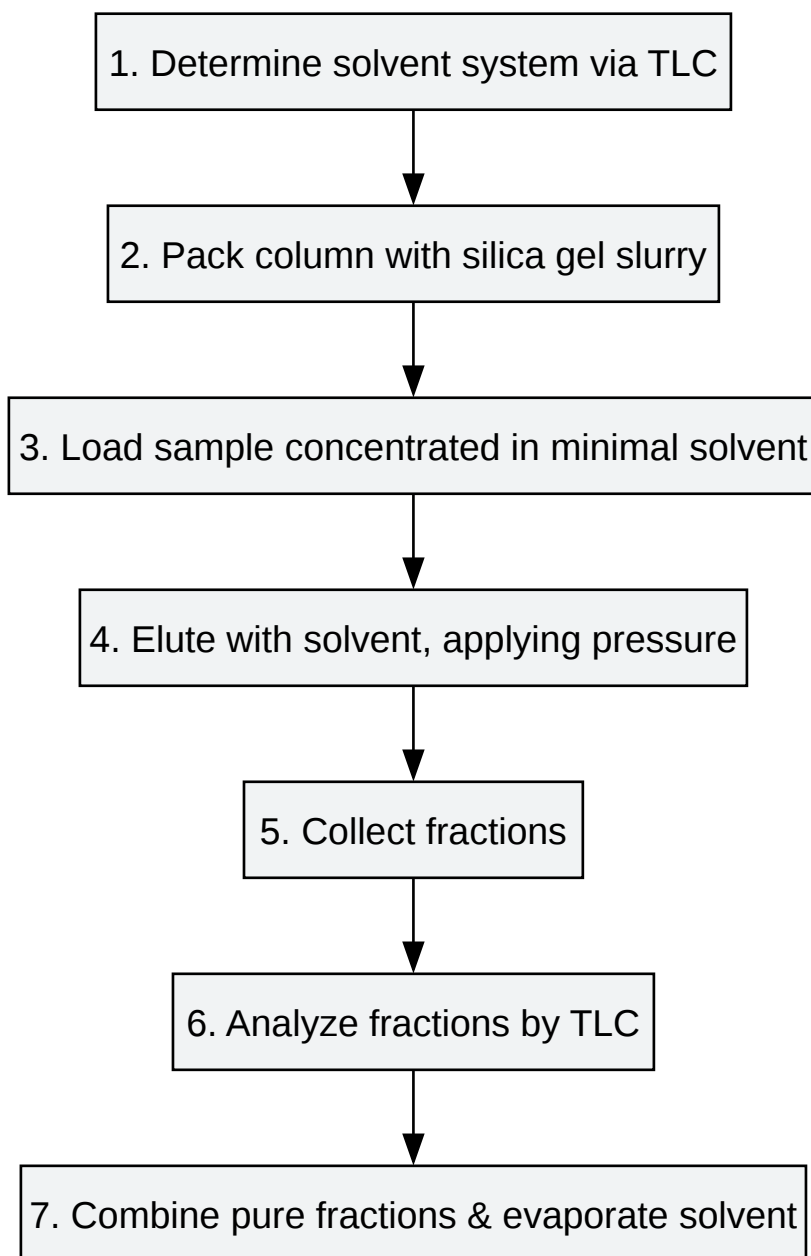 1. Determine solvent system via TLC
2. Pack column with silica gel slurry
3. Load sample concentrated in minimal solvent
4. Elute with solvent, applying pressure
5. Collect fractions
6. Analyze fractions by TLC
7. Combine pure fractions & evaporate solvent